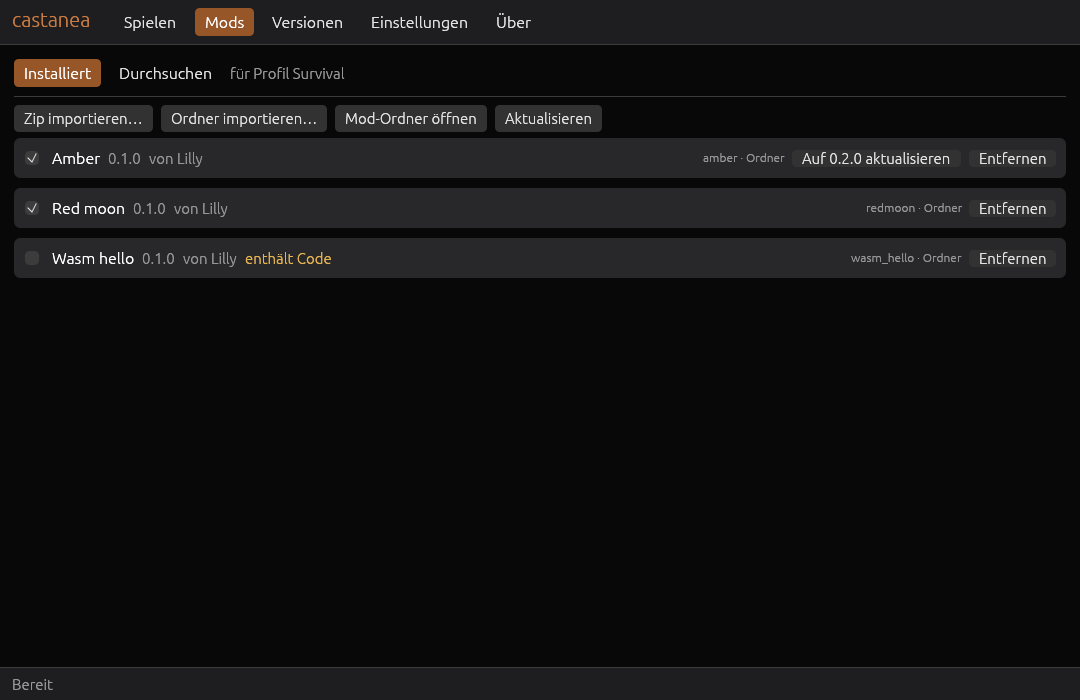 castanea Spielen Mods Versionen Einstellungen Über
Installiert Durchsuchen für Profil Survival
Zip importieren… Ordner importieren… Mod-Ordner öffnen Aktualisieren
Amber 0.1.0 von Lilly amber · Ordner Auf 0.2.0 aktualisieren Entfernen
Red moon 0.1.0 von Lilly redmoon · Ordner Entfernen
Wasm hello 0.1.0 von Lilly enthält Code wasm_hello · Ordner Entfernen
Bereit